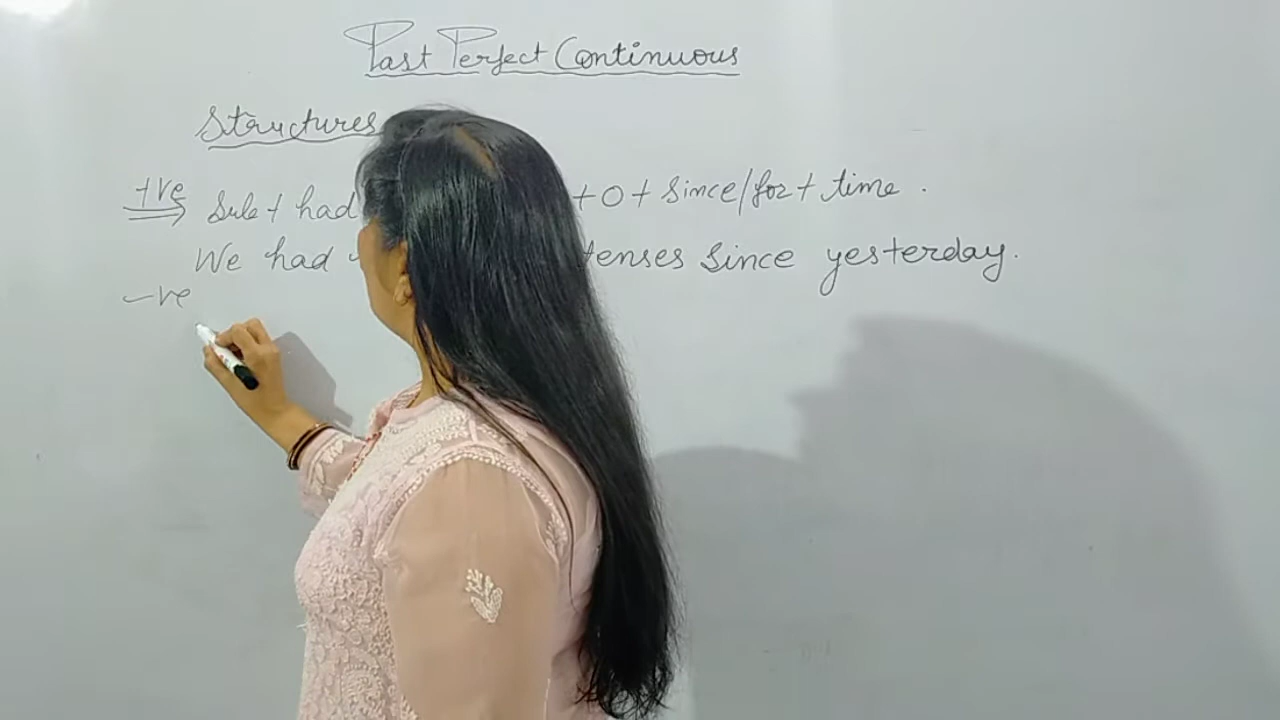 Past Perfect Continuous
Structures
+ve Sub + had + O + Since/for + time .
We had tenses Since yesterday.
-ve